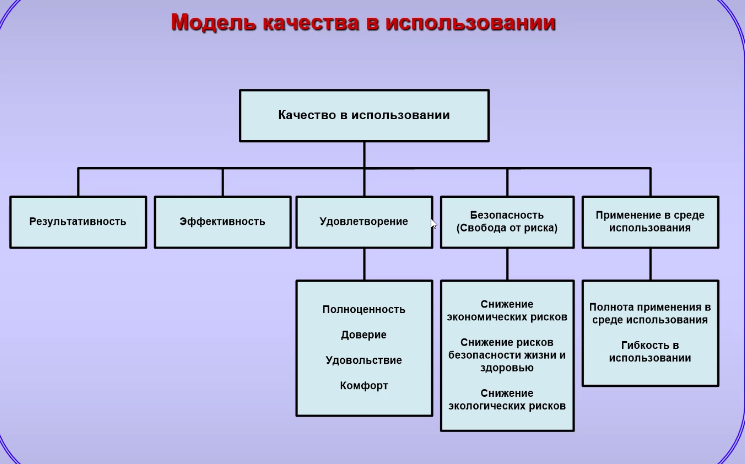 Модель качества в использовании
Качество в использовании
Результативность
Эффективность
Удовлетворение
Безопасность
(Свобода от риска)
Применение в среде
использования
Полноценность
Доверие
Удовольствие
Комфорт
Снижение
экономических рисков
Снижение рисков
безопасности жизни и
здоровью
Снижение
экологических рисков
Полнота применения в
среде использования
Гибкость в
использовании